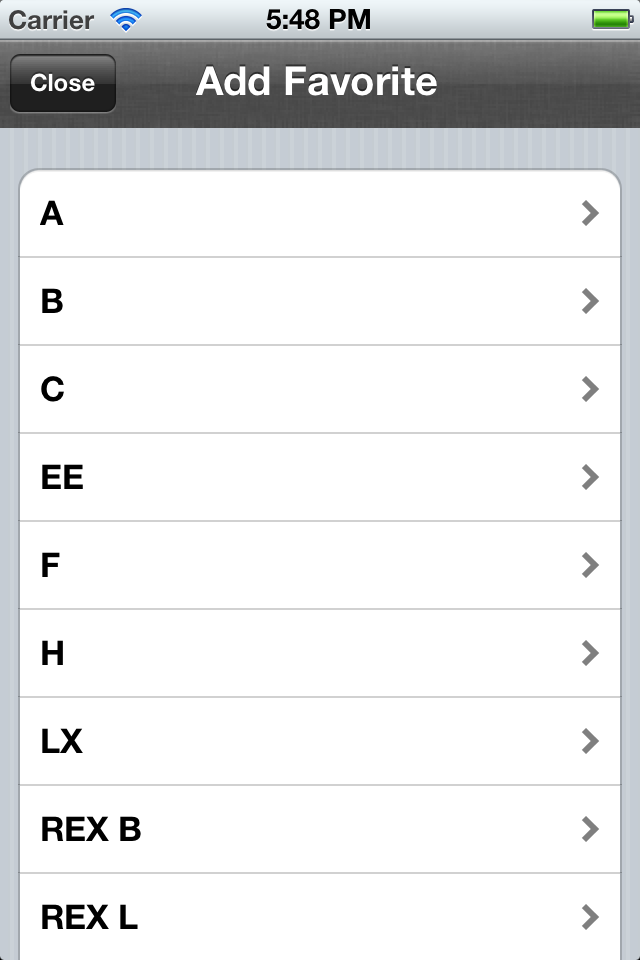 Carrier 5:48 PM
Close Add Favorite
A
B
C
EE
F
H
LX
REX B
REX L